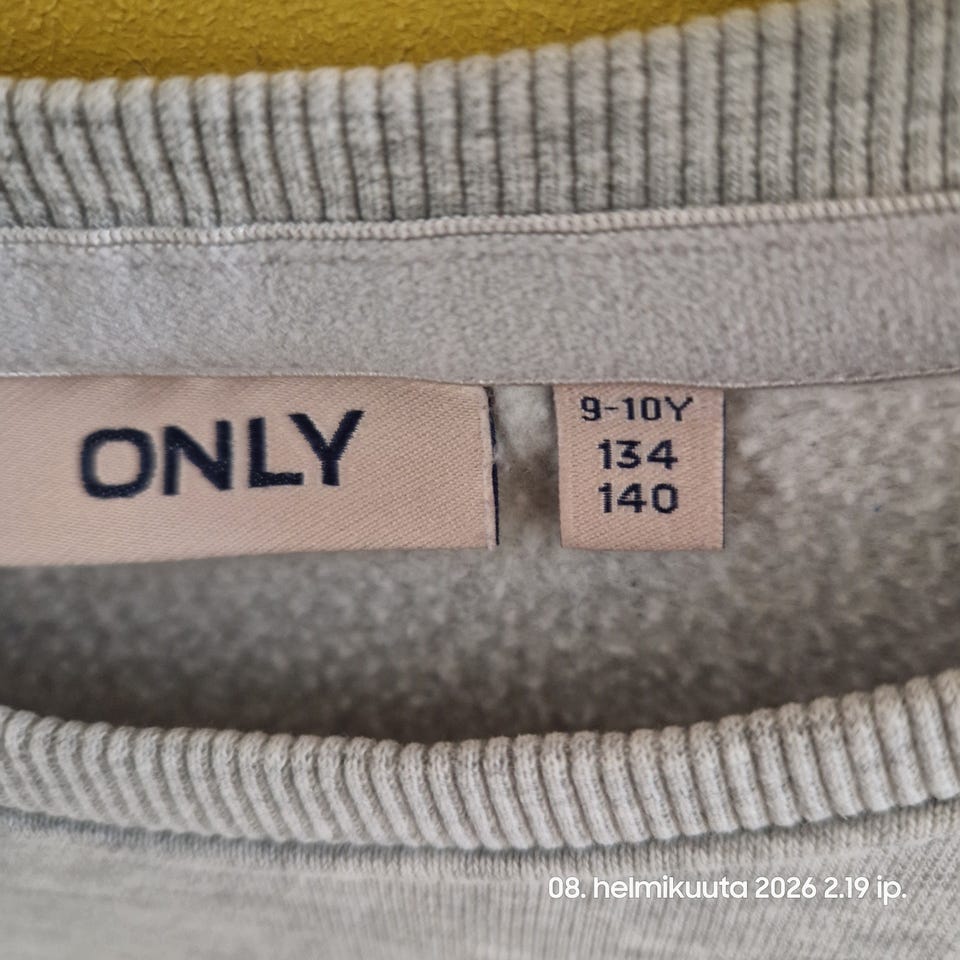 ONLY
9-10Y
134
140
08. helmikuuta 2026 2.19 ip.